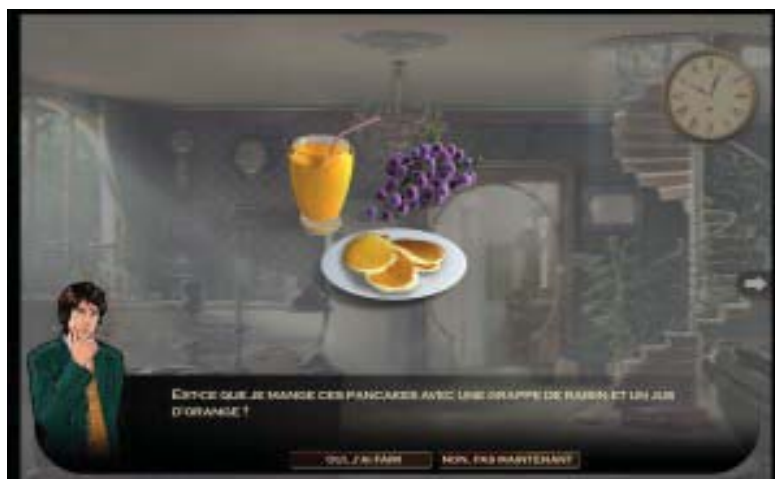 EST-CE QUE JE MANGE CES PANCAKES AVEC UNE GRAPPE DE RAISIN ET UN JUS
D'ORANGE ?
OUI, J'AI FAIM
NON, PAS MAINTENANT